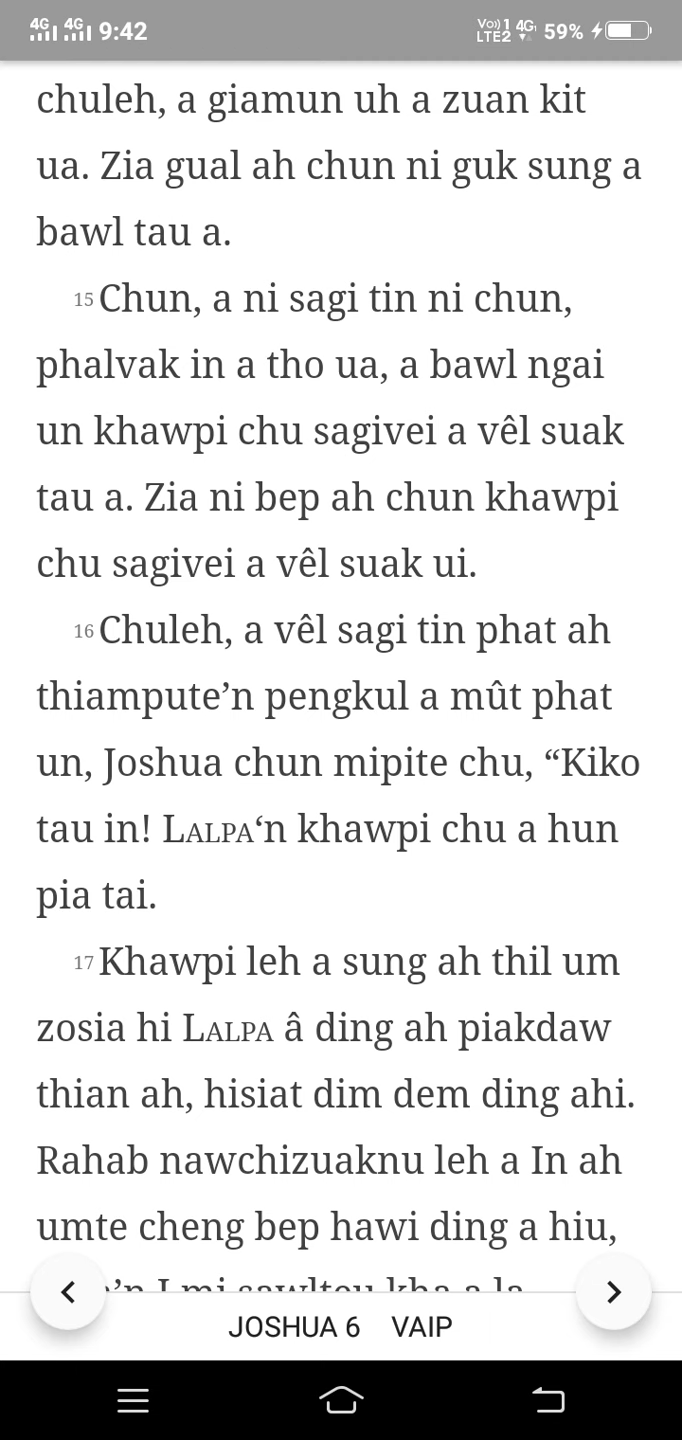 4G 4G 9:42 Vo)) 1 4G 59%
LTE2
chuleh, a giamun uh a zuan kit
ua. Zia gual ah chun ni guk sung a
bawl tau a.
15 Chun, a ni sagi tin ni chun,
phalvak in a tho ua, a bawl ngai
un khawpi chu sagivei a vêl suak
tau a. Zia ni bep ah chun khawpi
chu sagivei a vêl suak ui.
16 Chuleh, a vêl sagi tin phat ah
thiampute’n pengkul a mût phat
un, Joshua chun mipite chu, “Kiko
tau in! LALPA‘n khawpi chu a hun
pia tai.
17 Khawpi leh a sung ah thil um
zosia hi LALPA â ding ah piakdaw
thian ah, hisiat dim dem ding ahi.
Rahab nawchizuaknu leh a In ah
umte cheng bep hawi ding a hiu,
JOSHUA 6 VAIP